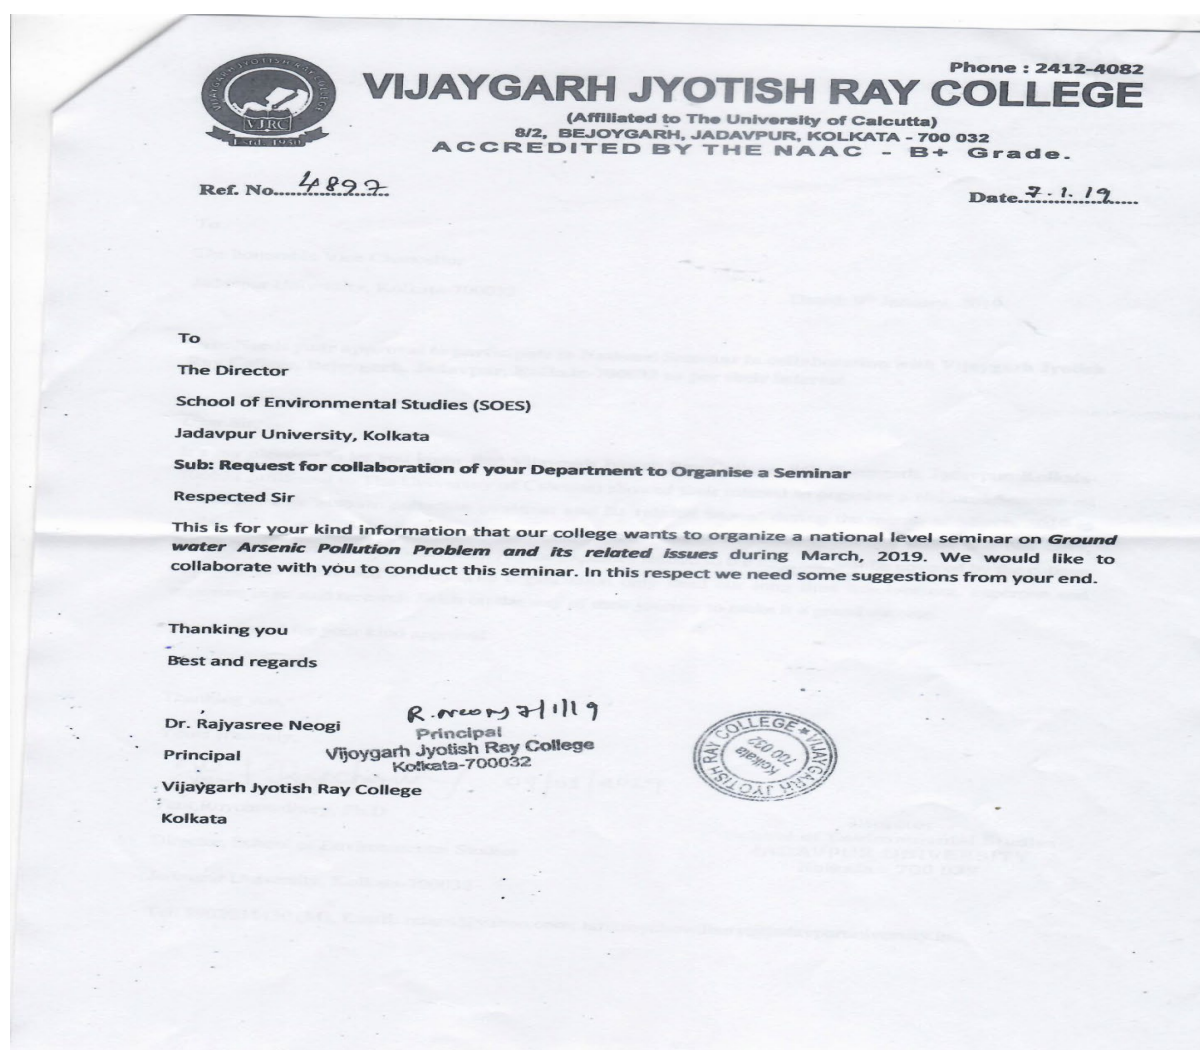 VIJAYGARH JYOTISH RAY COLLEGE
VJRC
ESTD. 1950
Phone : 2412-4082
VIJAYGARH JYOTISH RAY COLLEGE
(Affiliated to The University of Calcutta)
8/2, BEJOYGARH, JADAVPUR, KOLKATA - 700 032
ACCREDITED BY THE NAAC - B+ Grade.
Ref. No. 4897
Date 7.1.19
To
The Director
School of Environmental Studies (SOES)
Jadavpur University, Kolkata
Sub: Request for collaboration of your Department to Organise a Seminar
Respected Sir
This is for your kind information that our college wants to organize a national level seminar on Ground
water Arsenic Pollution Problem and its related issues during March, 2019. We would like to
collaborate with you to conduct this seminar. In this respect we need some suggestions from your end.
Thanking you
Best and regards
R. Neogi 7/1/19
Dr. Rajyasree Neogi
Principal
Principal
Vijoygarh Jyotish Ray College
Kolkata-700032
Vijaygarh Jyotish Ray College
Kolkata
VIJAYGARH JYOTISH RAY COLLEGE
Kolkata
700 032